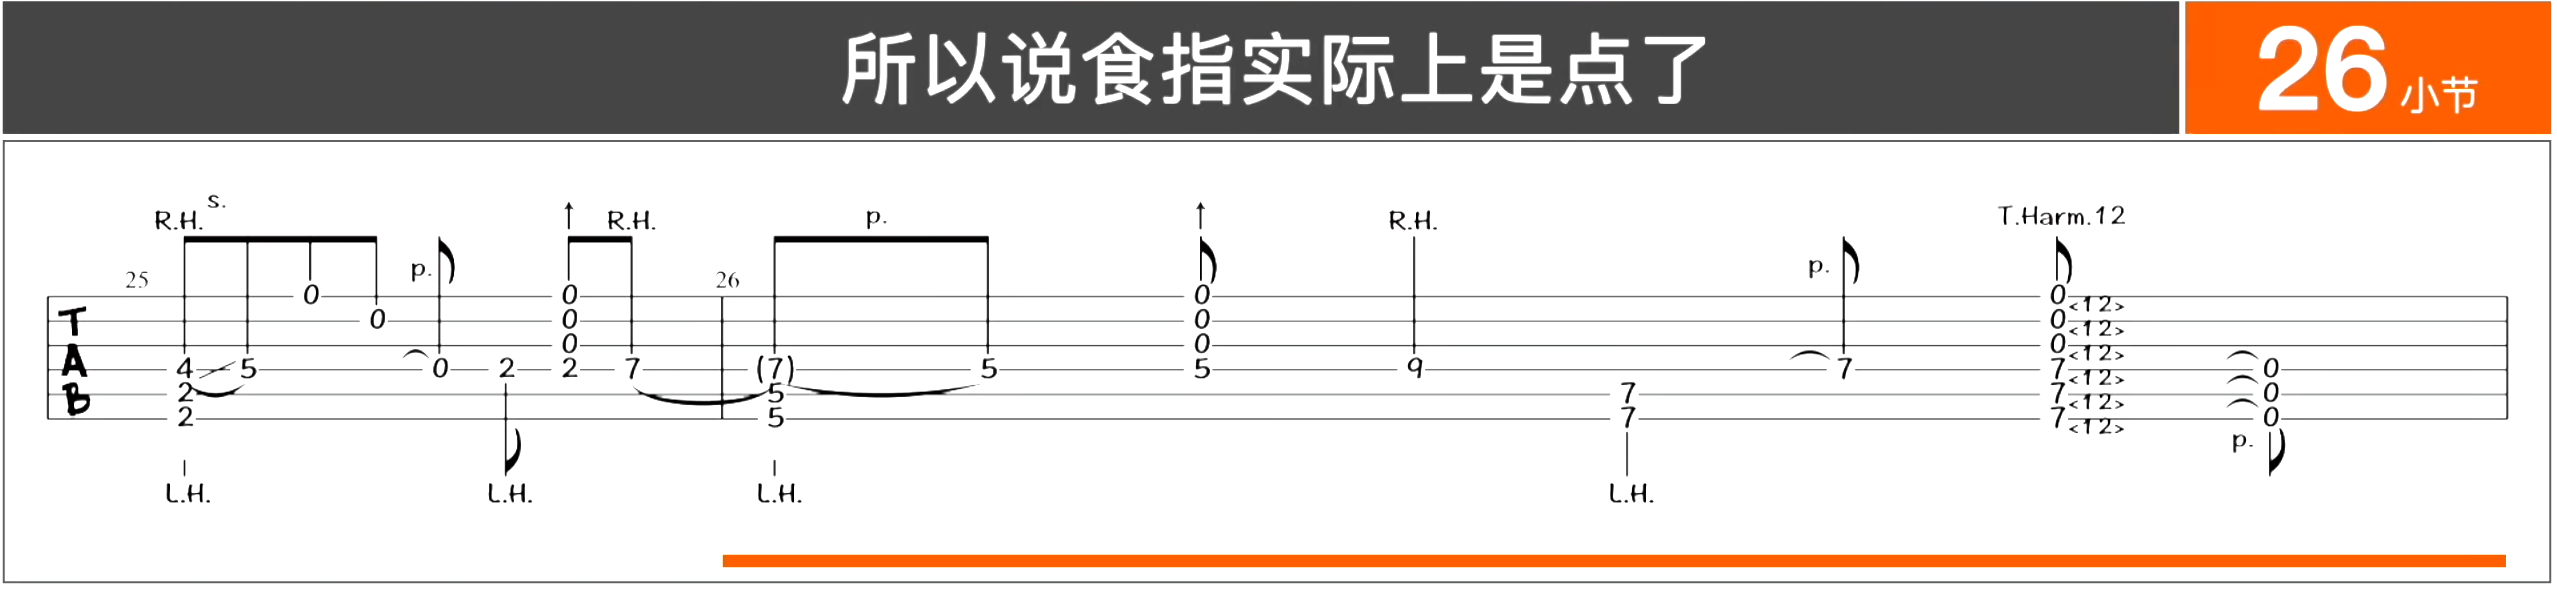 所以说食指实际上是点了
26 小节
s.
R.H. R.H. p. R.H. T.Harm.12
25 p. 26 p.
0 0 0 0 <12>
T 0 0 0 0 <12>
0 0 0 <12>
A 4 5 0 2 2 7 (7) 5 5 9 7 7 <12> 0
B 2 5 7 7 <12> 0
2 5 7 7 <12> 0
p.
L.H. L.H. L.H. L.H.